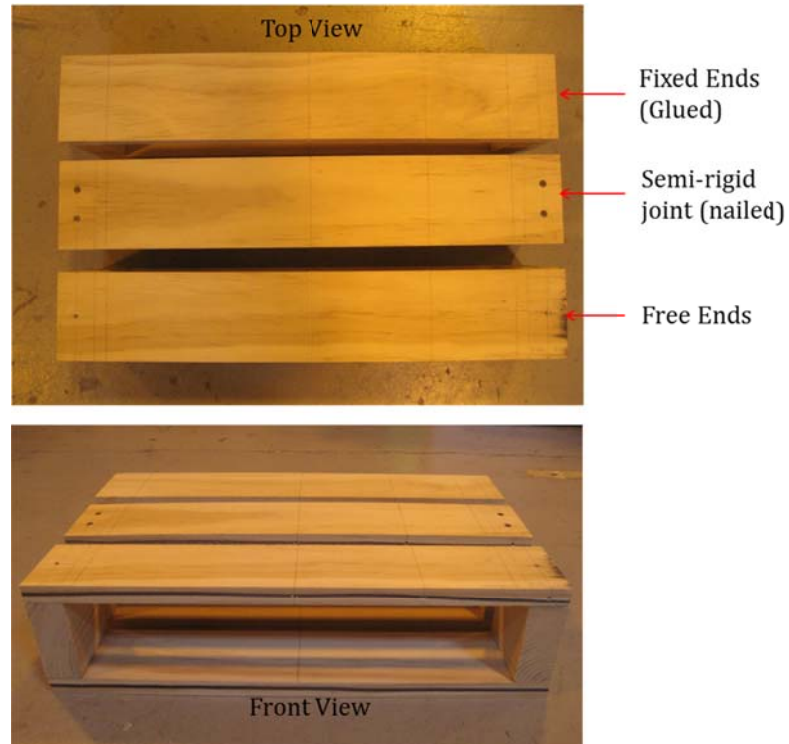 Top View
Fixed Ends
(Glued)
Semi-rigid
joint (nailed)
Free Ends
Front View